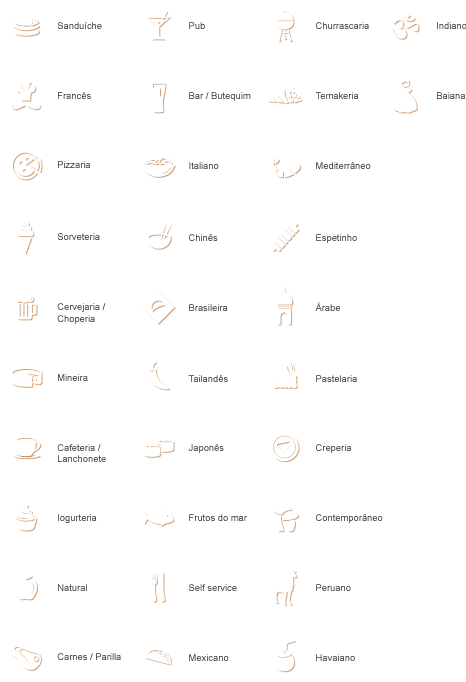 Sanduíche
Pub
Churrascaria
Indiano
Francês
Bar / Butequim
Temakeria
Baiana
Pizzaria
Italiano
Mediterrâneo
Sorveteria
Chinês
Espetinho
Cervejaria /
Choperia
Brasileira
Árabe
Mineira
Tailandês
Pastelaria
Cafeteria /
Lanchonete
Japonês
Creperia
Iogurteria
Frutos do mar
Contemporâneo
Natural
Self service
Peruano
Carnes / Parilla
Mexicano
Havaiano